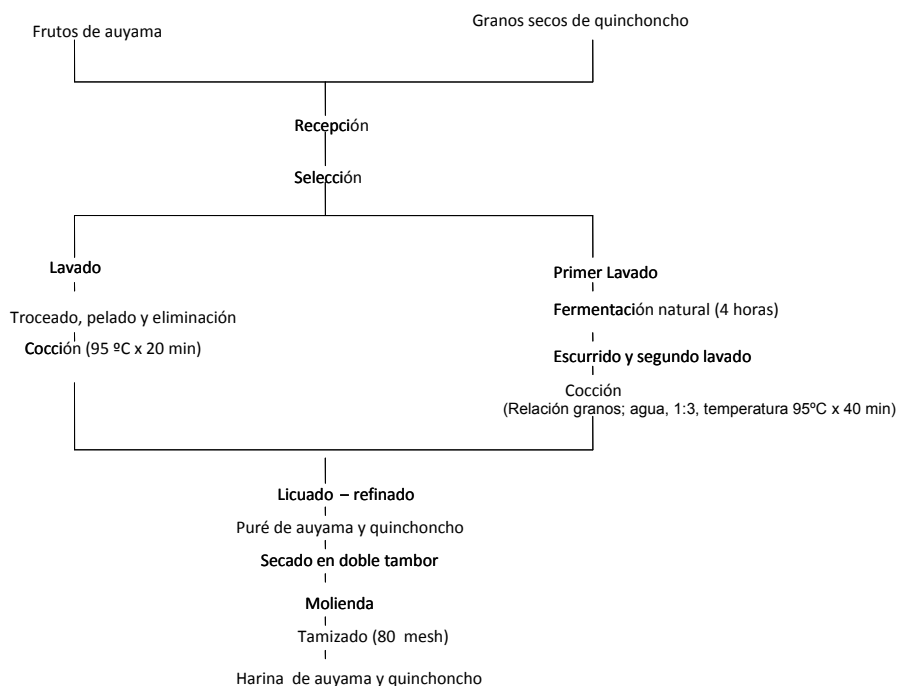 Frutos de auyama
Granos secos de quinchoncho
Recepción
Selección
Lavado
Troceado, pelado y eliminación
Cocción (95 ºC x 20 min)
Primer Lavado
Fermentación natural (4 horas)
Escurrido y segundo lavado
Cocción
(Relación granos; agua, 1:3, temperatura 95ºC x 40 min)
Licuado – refinado
Puré de auyama y quinchoncho
Secado en doble tambor
Molienda
Tamizado (80 mesh)
Harina de auyama y quinchoncho